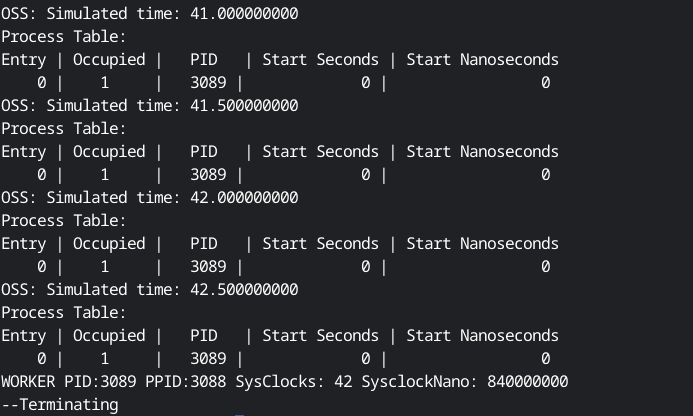 OSS: Simulated time: 41.000000000
Process Table:
Entry | Occupied |   PID   | Start Seconds | Start Nanoseconds
    0 |    1     |   3089 |             0 |                 0
OSS: Simulated time: 41.500000000
Process Table:
Entry | Occupied |   PID   | Start Seconds | Start Nanoseconds
    0 |    1     |   3089 |             0 |                 0
OSS: Simulated time: 42.000000000
Process Table:
Entry | Occupied |   PID   | Start Seconds | Start Nanoseconds
    0 |    1     |   3089 |             0 |                 0
OSS: Simulated time: 42.500000000
Process Table:
Entry | Occupied |   PID   | Start Seconds | Start Nanoseconds
    0 |    1     |   3089 |             0 |                 0
WORKER PID:3089 PPID:3088 SysClocks: 42 SysclockNano: 840000000
--Terminating